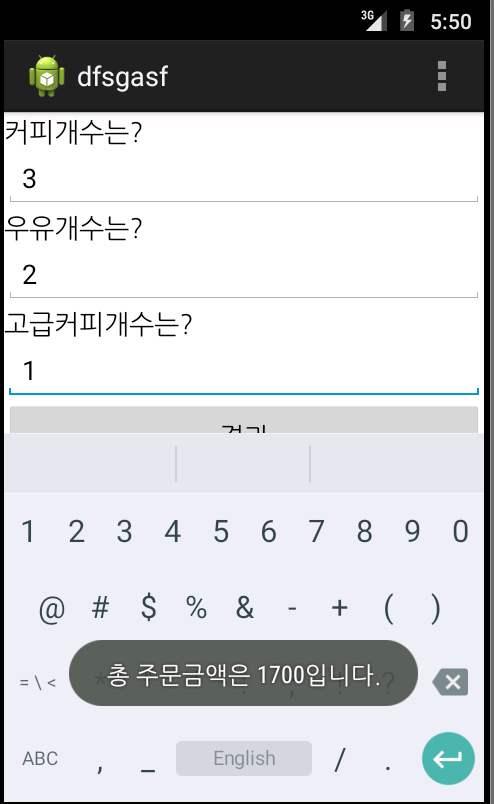 3G 5:50
dfsgasf
커피개수는?
3
우유개수는?
2
고급커피개수는?
1
1 2 3 4 5 6 7 8 9 0
@ # $ % & - + ( )
= \ <
총 주문금액은 1700입니다.
ABC , _ English / .